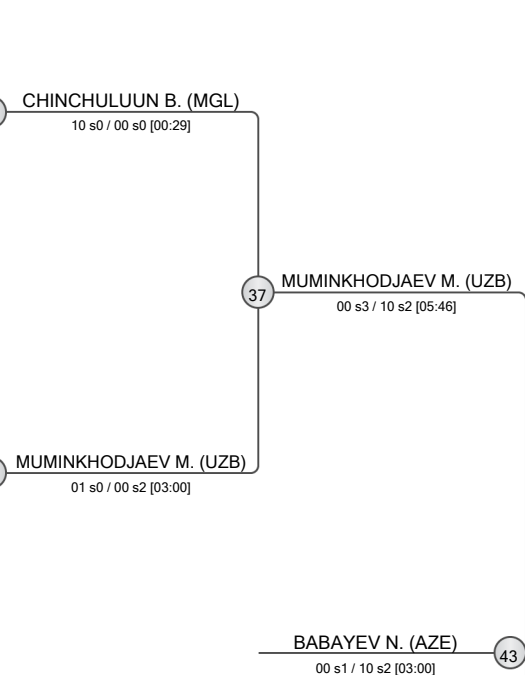 CHINCHULUUN B. (MGL)
10 s0 / 00 s0 [00:29]
37
MUMINKHODJAEV M. (UZB)
00 s3 / 10 s2 [05:46]
MUMINKHODJAEV M. (UZB)
01 s0 / 00 s2 [03:00]
BABAYEV N. (AZE)
00 s1 / 10 s2 [03:00]
43